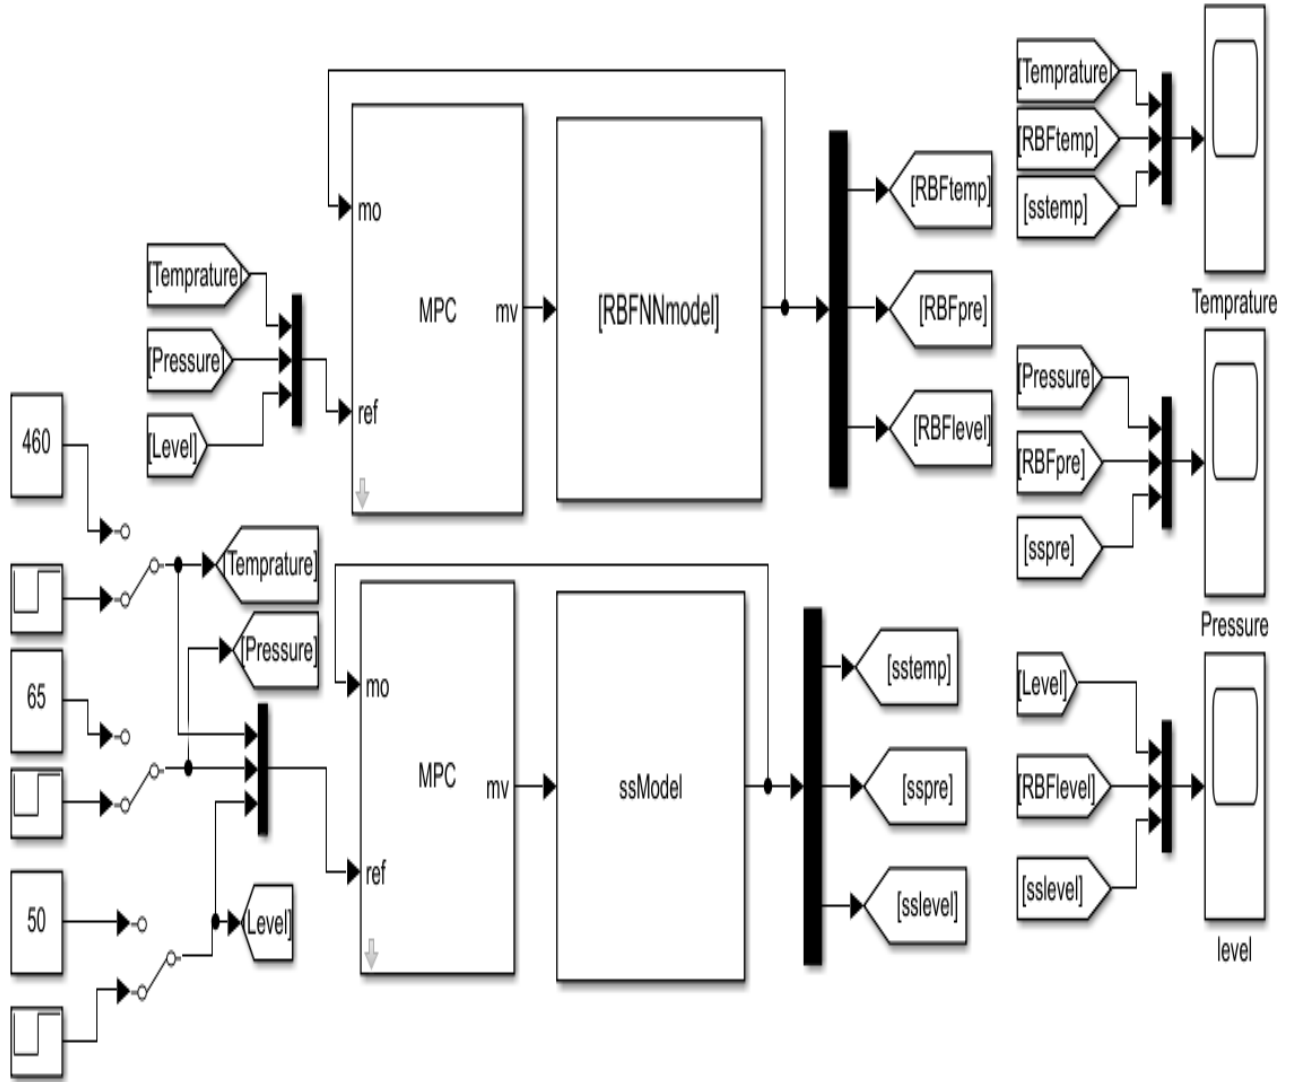 [Temprature]
[Pressure]
[Level]
460
65
50
[Temprature]
[Pressure]
[Level]
mo
MPC
mv
ref
[RBFNNmodel]
[RBFtemp]
[RBFpre]
[RBFlevel]
mo
MPC
mv
ref
ssModel
[sstemp]
[sspre]
[sslevel]
[Temprature]
[RBFtemp]
[sstemp]
Temprature
[Pressure]
[RBFpre]
[sspre]
Pressure
[Level]
[RBFlevel]
[sslevel]
level